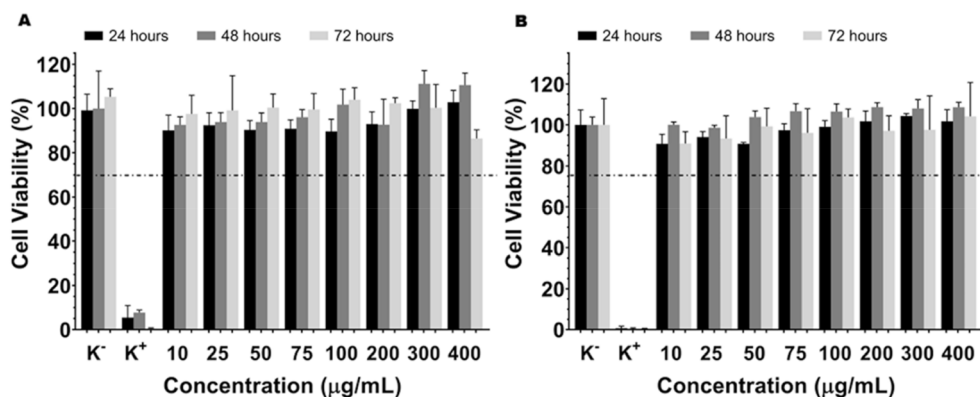 A
24 hours 48 hours 72 hours
Cell Viability (%)
120
100
80
60
40
20
0
K⁻ K⁺ 10 25 50 75 100 200 300 400
Concentration (μg/mL)
B
24 hours 48 hours 72 hours
Cell Viability (%)
120
100
80
60
40
20
0
K⁻ K⁺ 10 25 50 75 100 200 300 400
Concentration (μg/mL)